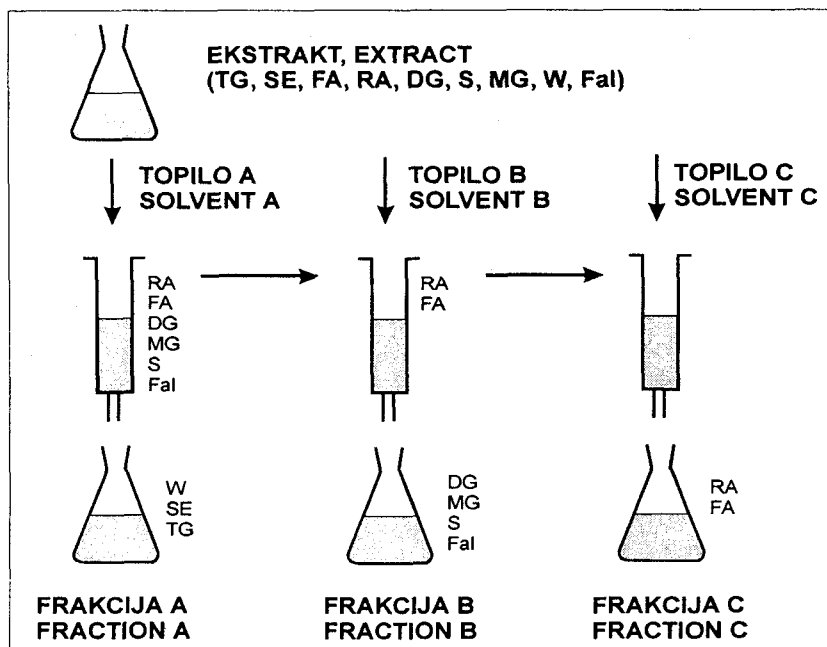 EKSTRAKT, EXTRACT
(TG, SE, FA, RA, DG, S, MG, W, Fal)
TOPILO A
SOLVENT A
TOPILO B
SOLVENT B
TOPILO C
SOLVENT C
RA
FA
DG
MG
S
Fal
RA
FA
W
SE
TG
DG
MG
S
Fal
RA
FA
FRAKCIJA A
FRACTION A
FRAKCIJA B
FRACTION B
FRAKCIJA C
FRACTION C